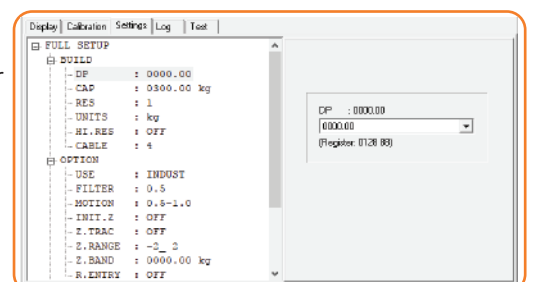 Display Calibration Settings Log Test
FULL SETUP
BUILD
DP : 0000.00
CAP : 0300.00 kg
RES : 1
UNITS : kg
HI.RES : OFF
CABLE : 4
OPTION
USE : INDUST
FILTER : 0.5
MOTION : 0.5-1.0
INIT.Z : OFF
Z.TRAC : OFF
Z.RANGE : -2_ 2
Z.BAND : 0000.00 kg
R.ENTRY : OFF
DP : 0000.00
0000.00
(Register: 0128 88)